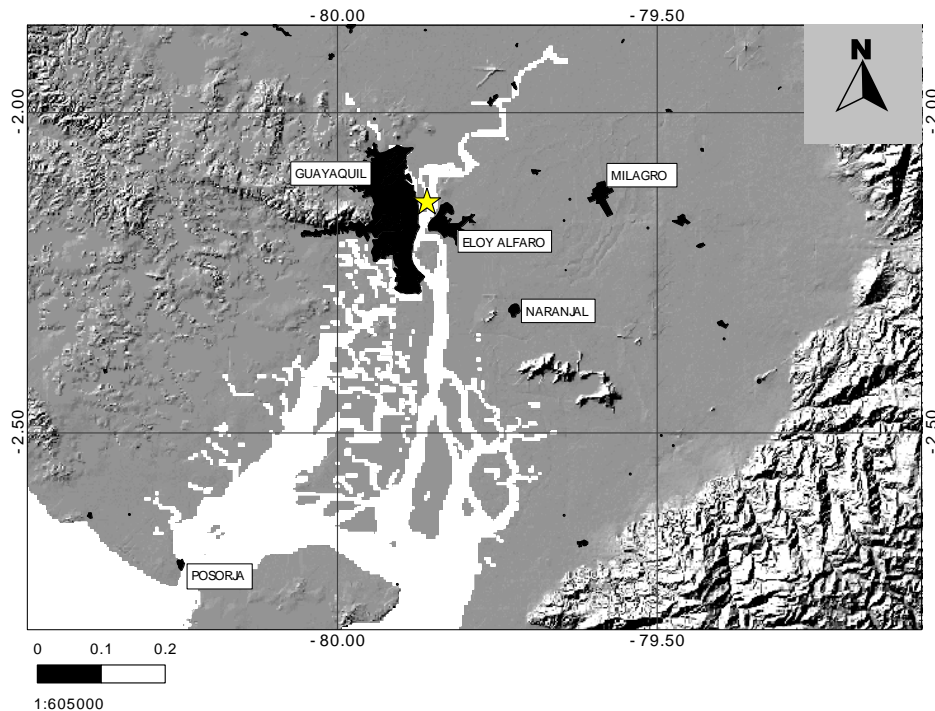 -80.00 -79.50
N
-2.00 -2.00
GUAYAQUIL
MILAGRO
ELOY ALFARO
NARANJAL
-2.50 -2.50
POSORJA
-80.00 -79.50
0 0.1 0.2
1:605000